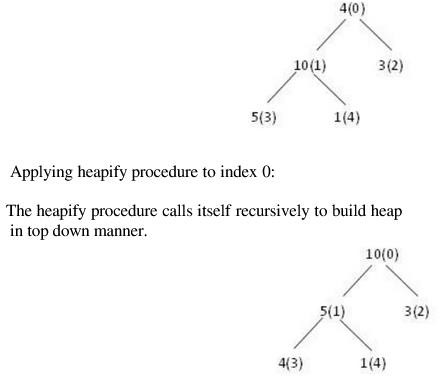 4(0)
10(1) 3(2)
5(3) 1(4)
Applying heapify procedure to index 0:
The heapify procedure calls itself recursively to build heap
in top down manner.
10(0)
5(1) 3(2)
4(3) 1(4)